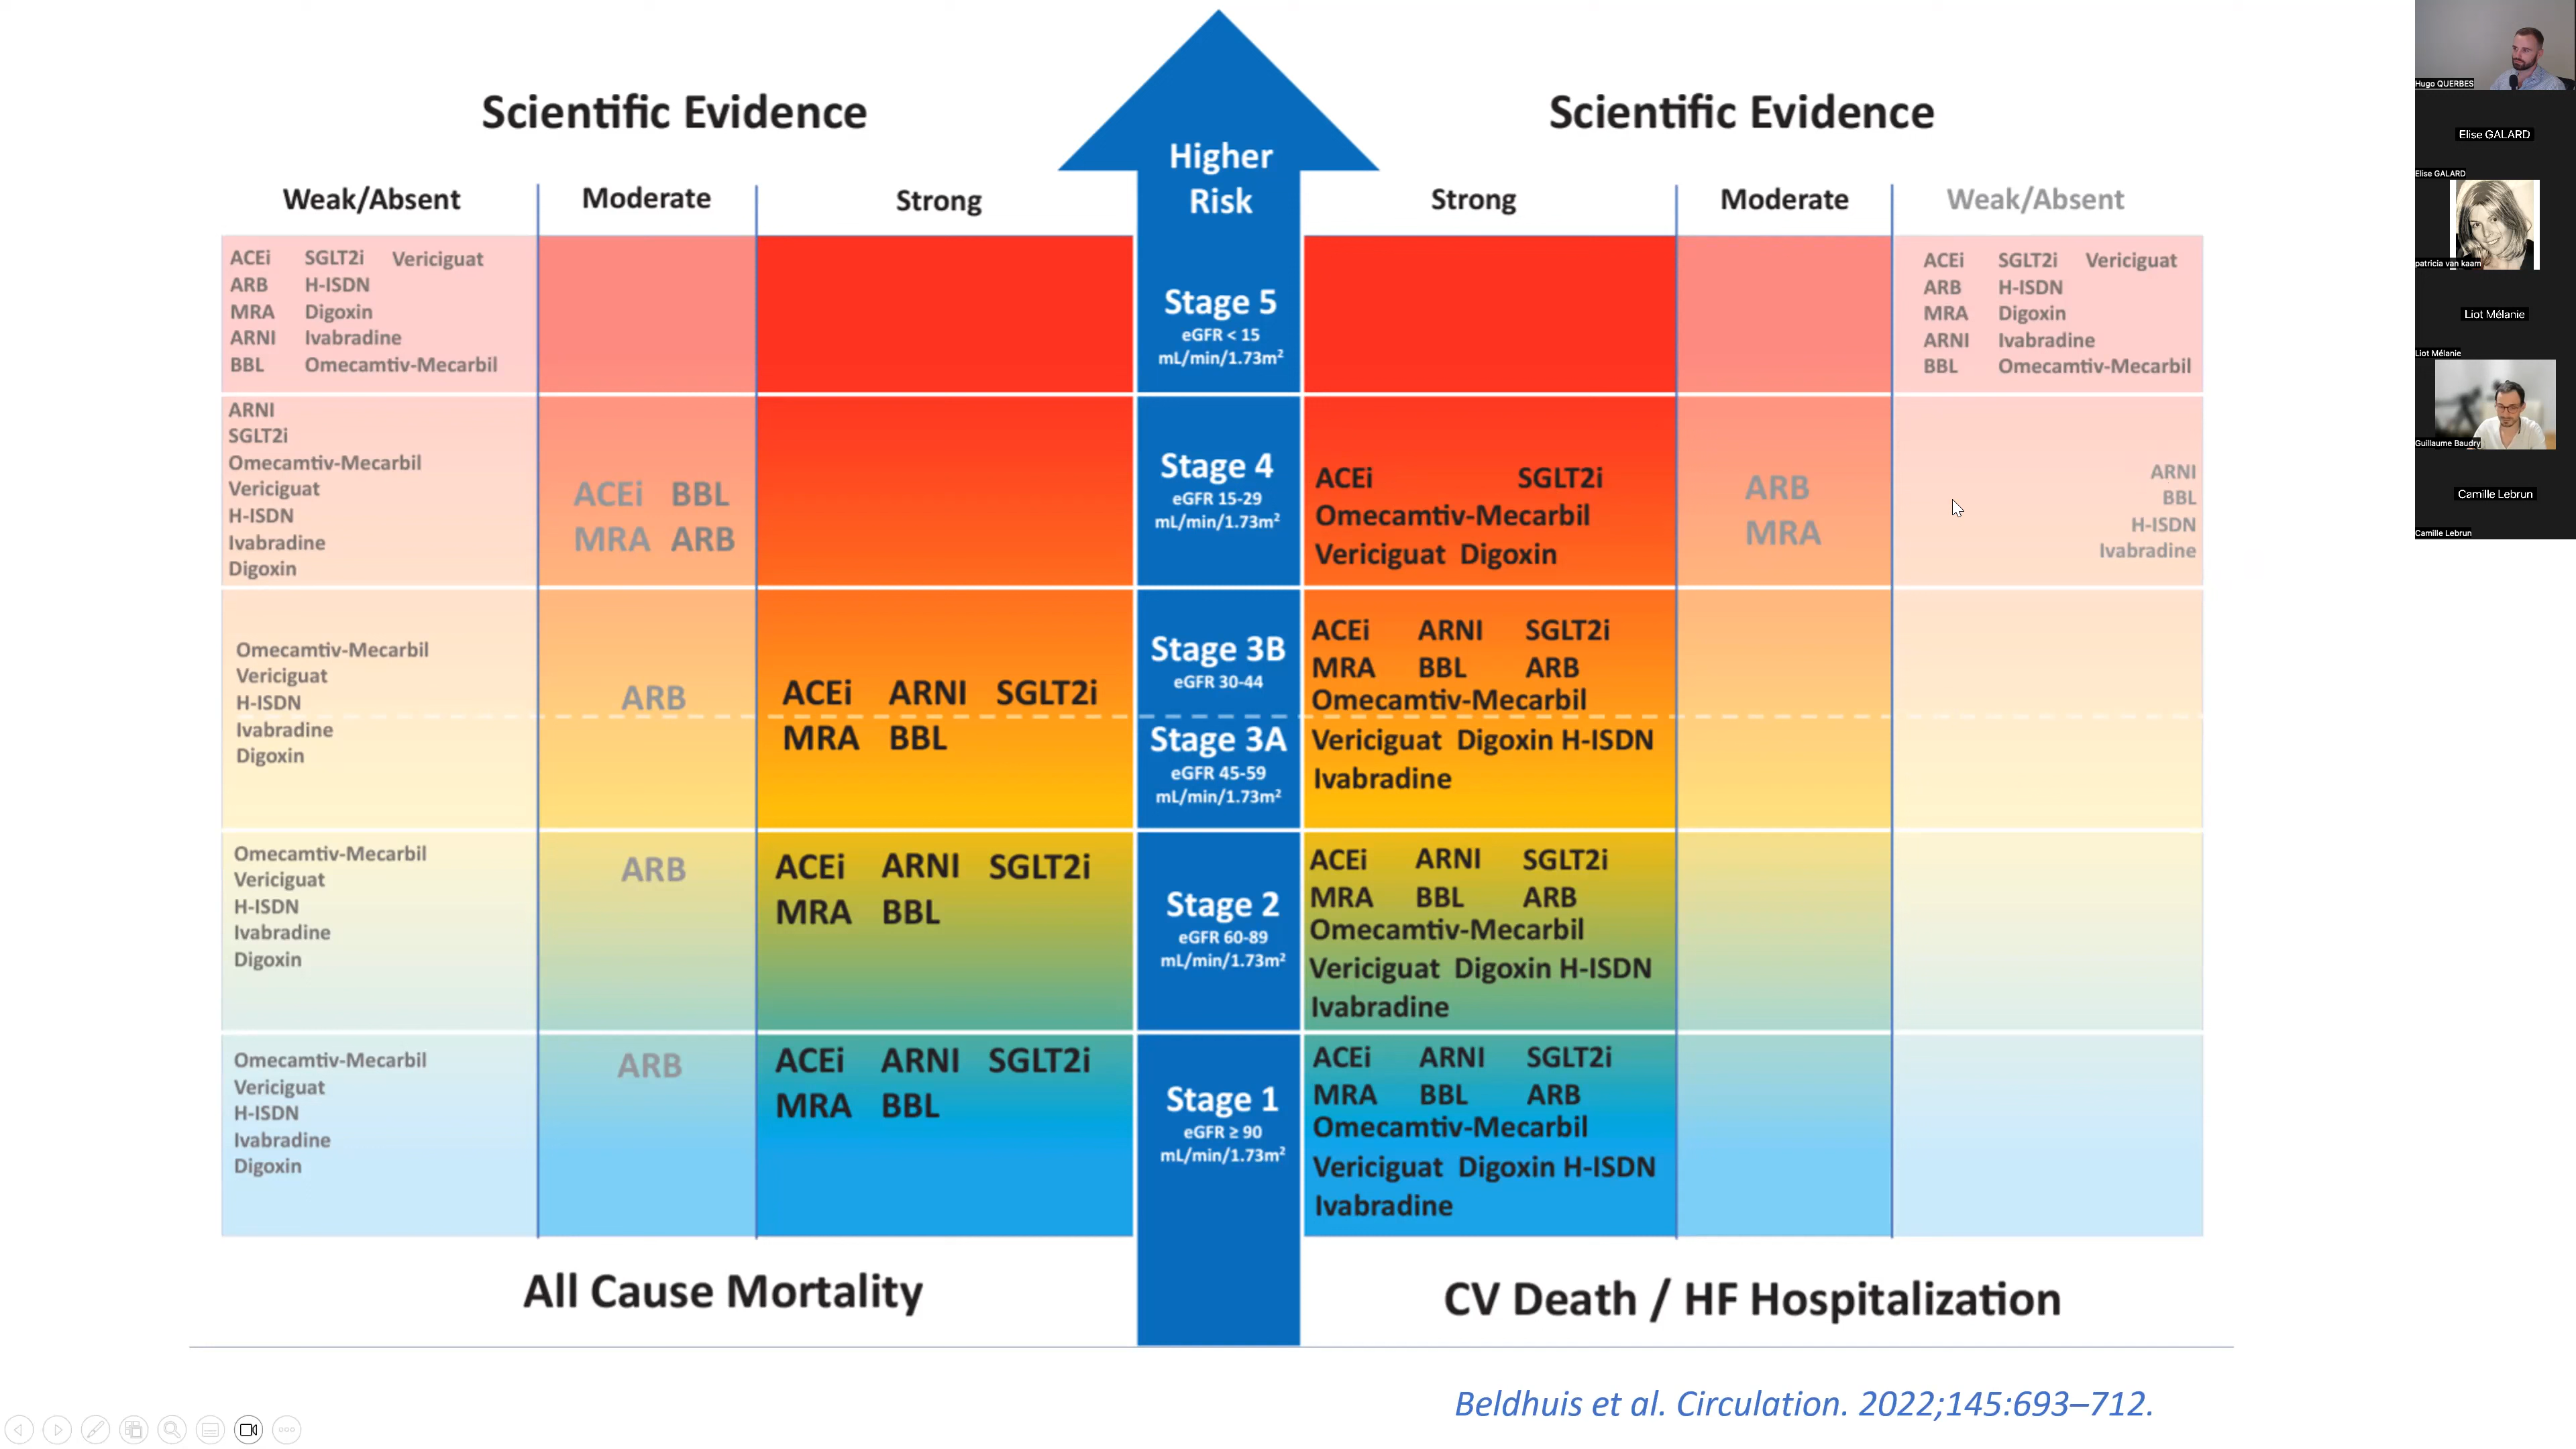 Scientific Evidence
Weak/Absent Moderate Strong
ACEi SGLT2i Vericiguat
ARB H-ISDN
MRA Digoxin
ARNI Ivabradine
BBL Omecamtiv-Mecarbil
ARNI
SGLT2i
Omecamtiv-Mecarbil
Vericiguat
H-ISDN
Ivabradine
Digoxin
ACEi BBL
MRA ARB
Omecamtiv-Mecarbil
Vericiguat
H-ISDN
Ivabradine
Digoxin
ARB
ACEi ARNI SGLT2i
MRA BBL
Omecamtiv-Mecarbil
Vericiguat
H-ISDN
Ivabradine
Digoxin
ARB
ACEi ARNI SGLT2i
MRA BBL
Omecamtiv-Mecarbil
Vericiguat
H-ISDN
Ivabradine
Digoxin
ARB
ACEi ARNI SGLT2i
MRA BBL
All Cause Mortality
Higher
Risk
Stage 5
eGFR < 15
mL/min/1.73m²
Stage 4
eGFR 15-29
mL/min/1.73m²
Stage 3B
eGFR 30-44
Stage 3A
eGFR 45-59
mL/min/1.73m²
Stage 2
eGFR 60-89
mL/min/1.73m²
Stage 1
eGFR ≥ 90
mL/min/1.73m²
Scientific Evidence
Strong Moderate Weak/Absent
ACEi SGLT2i Vericiguat
ARB H-ISDN
MRA Digoxin
ARNI Ivabradine
BBL Omecamtiv-Mecarbil
ACEi SGLT2i
Omecamtiv-Mecarbil
Vericiguat Digoxin
ARB
MRA
ARNI
BBL
H-ISDN
Ivabradine
ACEi ARNI SGLT2i
MRA BBL ARB
Omecamtiv-Mecarbil
Vericiguat Digoxin H-ISDN
Ivabradine
ACEi ARNI SGLT2i
MRA BBL ARB
Omecamtiv-Mecarbil
Vericiguat Digoxin H-ISDN
Ivabradine
ACEi ARNI SGLT2i
MRA BBL ARB
Omecamtiv-Mecarbil
Vericiguat Digoxin H-ISDN
Ivabradine
CV Death / HF Hospitalization
Beldhuis et al. Circulation. 2022;145:693–712.
Hugo QUERBES
Elise GALARD
Elise GALARD
patricia van kaam
Liot Mélanie
Liot Mélanie
Guillaume Baudry
Camille Lebrun
Camille Lebrun